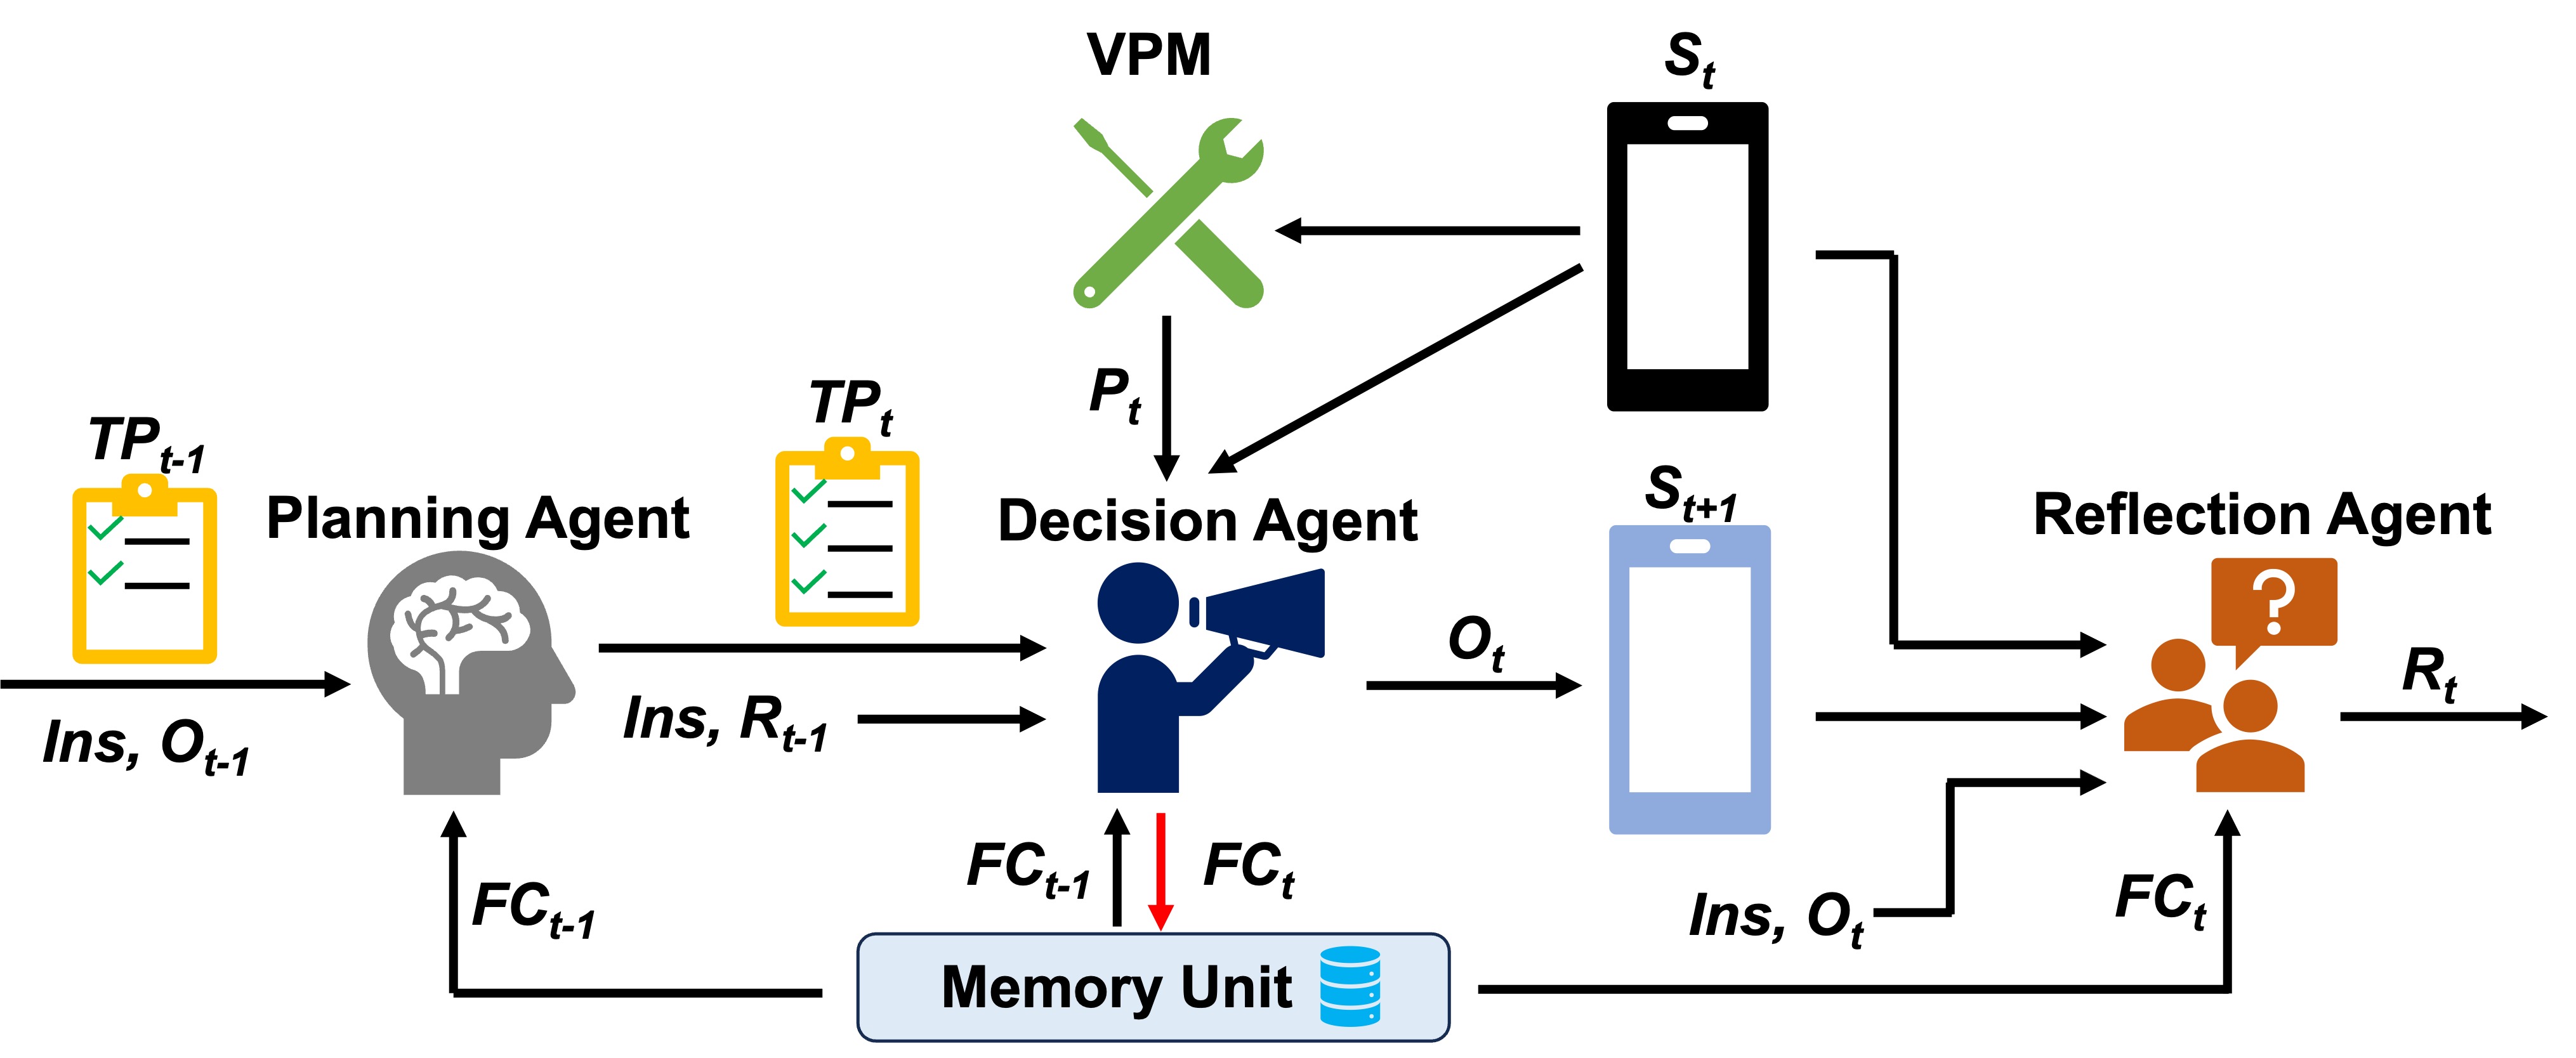 VPM
S_t
P_t
TP_t
TP_{t-1}
Planning Agent
Decision Agent
S_{t+1}
Reflection Agent
?
Ins, O_{t-1}
Ins, R_{t-1}
O_t
R_t
FC_{t-1}
FC_{t-1}
FC_t
Ins, O_t
FC_t
Memory Unit